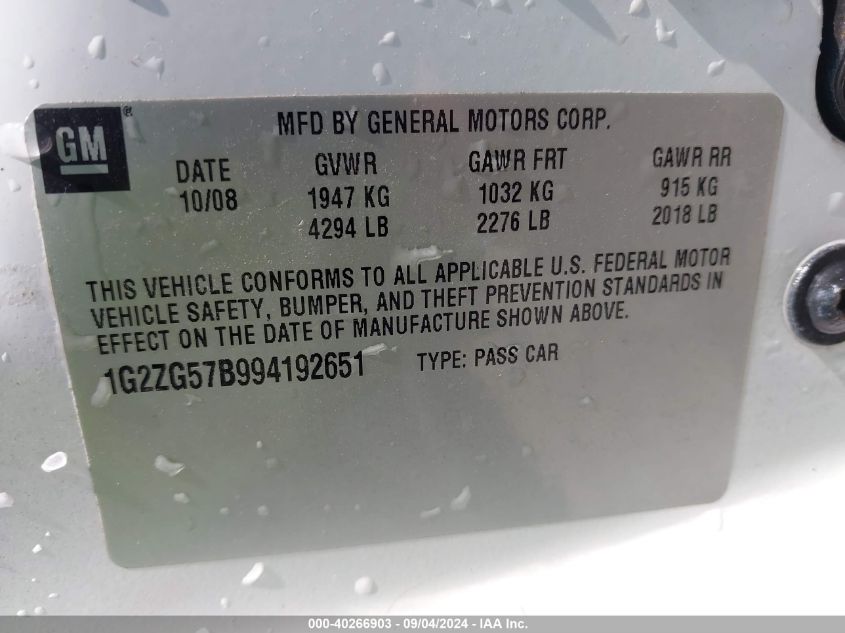 GM®
MFD BY GENERAL MOTORS CORP.
DATE GVWR GAWR FRT GAWR RR
10/08 1947 KG 1032 KG 915 KG
4294 LB 2276 LB 2018 LB
THIS VEHICLE CONFORMS TO ALL APPLICABLE U.S. FEDERAL MOTOR
VEHICLE SAFETY, BUMPER, AND THEFT PREVENTION STANDARDS IN
EFFECT ON THE DATE OF MANUFACTURE SHOWN ABOVE.
1G2ZG57B994192651 TYPE: PASS CAR
000-40266903 - 09/04/2024 - IAA Inc.